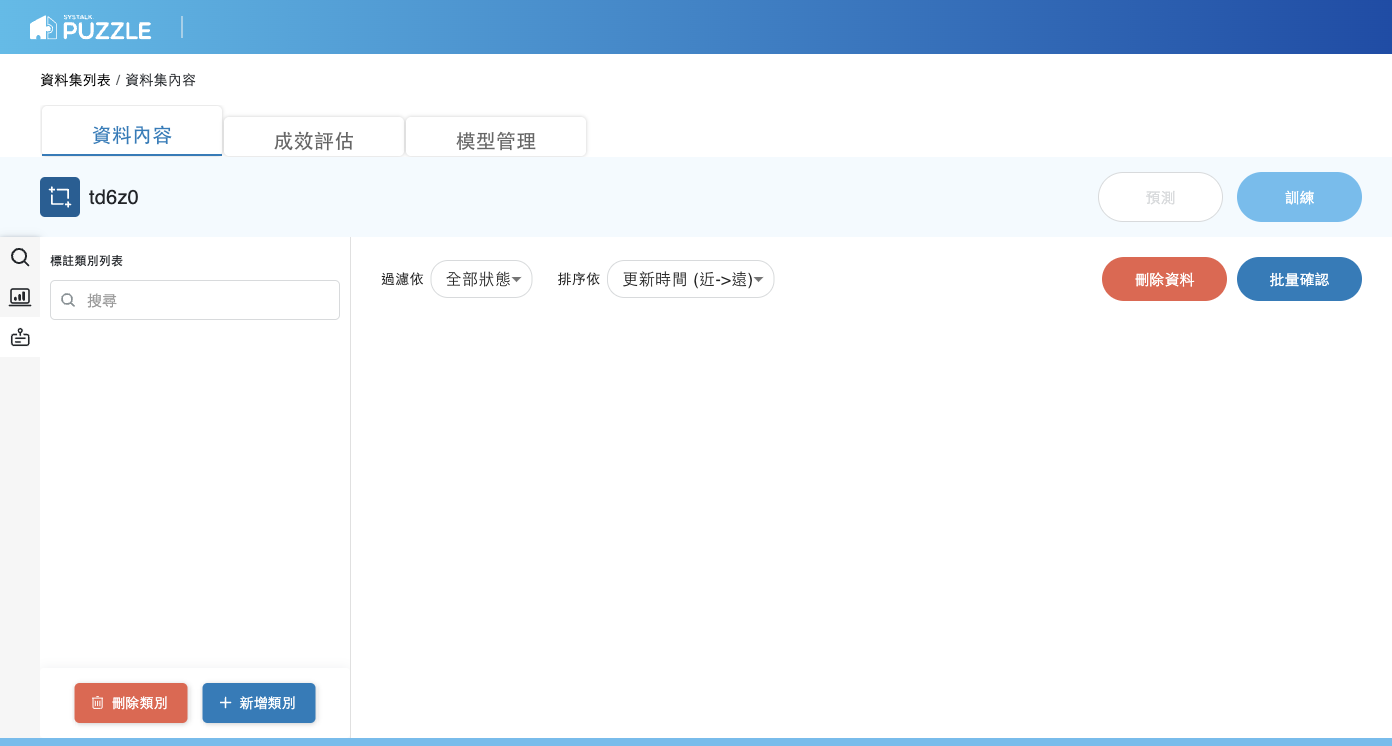 SYSTALK
PUZZLE
資料集列表 / 資料集內容
資料內容
成效評估
模型管理
td6z0
預測
訓練
標註類別列表
搜尋
過濾依
全部狀態
排序依
更新時間 (近->遠)
刪除資料
批量確認
刪除類別
新增類別